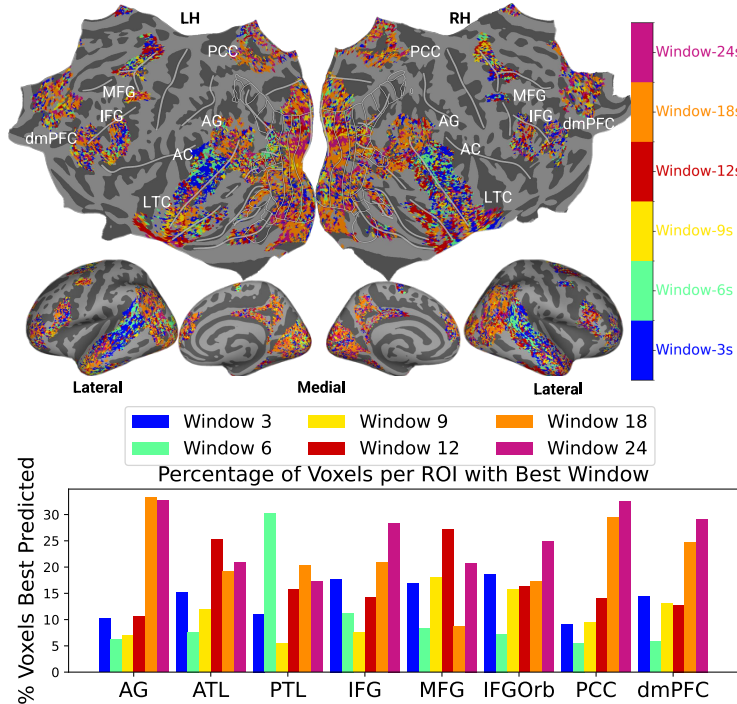 LH
RH
PCC
PCC
MFG
MFG
IFG
IFG
dmPFC
dmPFC
AG
AG
AC
AC
LTC
LTC
Window-24s
Window-18s
Window-12s
Window-9s
Window-6s
Window-3s
Lateral
Medial
Lateral
Window 3
Window 9
Window 18
Window 6
Window 12
Window 24
Percentage of Voxels per ROI with Best Window
% Voxels Best Predicted
30
25
20
15
10
5
0
AG
ATL
PTL
IFG
MFG
IFGOrb
PCC
dmPFC